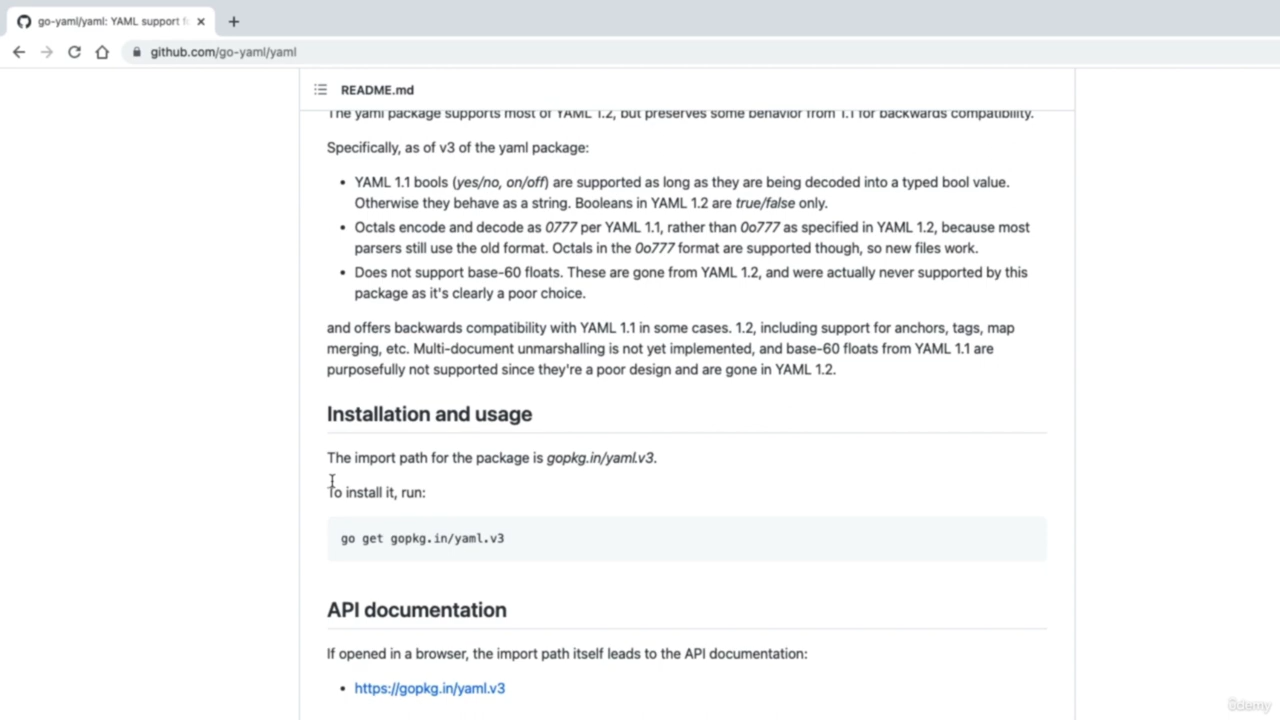 go-yaml/yaml: YAML support f
github.com/go-yaml/yaml
README.md
The yaml package supports most of YAML 1.2, but preserves some behavior from 1.1 for backwards compatibility.
Specifically, as of v3 of the yaml package:
• YAML 1.1 bools (yes/no, on/off) are supported as long as they are being decoded into a typed bool value.
Otherwise they behave as a string. Booleans in YAML 1.2 are true/false only.
• Octals encode and decode as 0777 per YAML 1.1, rather than 0o777 as specified in YAML 1.2, because most
parsers still use the old format. Octals in the 0o777 format are supported though, so new files work.
• Does not support base-60 floats. These are gone from YAML 1.2, and were actually never supported by this
package as it's clearly a poor choice.
and offers backwards compatibility with YAML 1.1 in some cases. 1.2, including support for anchors, tags, map
merging, etc. Multi-document unmarshalling is not yet implemented, and base-60 floats from YAML 1.1 are
purposefully not supported since they're a poor design and are gone in YAML 1.2.
Installation and usage
The import path for the package is gopkg.in/yaml.v3.
To install it, run:
go get gopkg.in/yaml.v3
API documentation
If opened in a browser, the import path itself leads to the API documentation:
• https://gopkg.in/yaml.v3
ûdemy